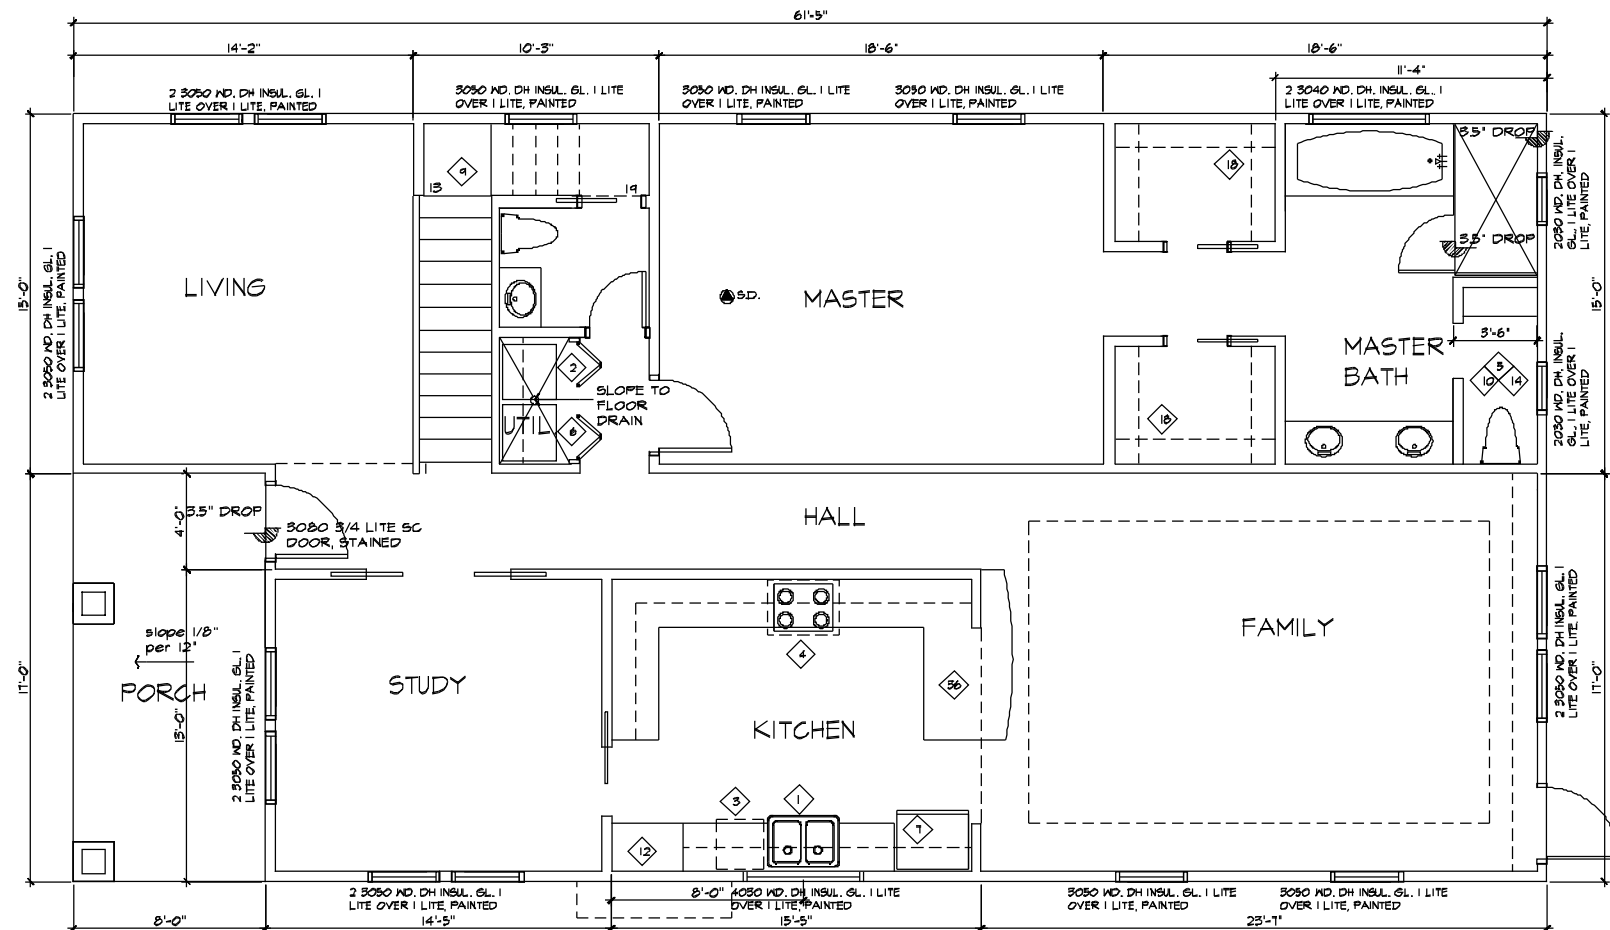 61'-5"
14'-2"
10'-3"
18'-6"
18'-6"
11'-4"
2 3050 WD. DH INSUL. GL. 1
LITE OVER 1 LITE, PAINTED
3050 WD. DH INSUL. GL. 1 LITE
OVER 1 LITE, PAINTED
3050 WD. DH INSUL. GL. 1 LITE
OVER 1 LITE, PAINTED
3050 WD. DH INSUL. GL. 1 LITE
OVER 1 LITE, PAINTED
2 3040 WD. DH INSUL. GL. 1
LITE OVER 1 LITE, PAINTED
3.5" DROP
9
13
19
18
2030 WD. DH. INSUL.
GL., 1 LITE OVER 1
LITE, PAINTED
3.5" DROP
15'-0"
2 3050 WD. DH INSUL. GL. 1
LITE OVER 1 LITE, PAINTED
LIVING
S.D.
MASTER
15'-0"
3'-6"
MASTER
BATH
2
SLOPE TO
FLOOR
DRAIN
UTIL
8
18
5
10
14
2030 WD. DH. INSUL.
GL., 1 LITE OVER 1
LITE, PAINTED
4'-0"
3.5" DROP
3080 3/4 LITE SC
DOOR, STAINED
HALL
slope 1/8"
per 12"
PORCH
13'-0"
17'-0"
2 3050 WD. DH INSUL. GL. 1
LITE OVER 1 LITE, PAINTED
STUDY
4
36
KITCHEN
FAMILY
2 3050 WD. DH INSUL. GL. 1
LITE OVER 1 LITE, PAINTED
17'-0"
3
1
7
12
2 3050 WD. DH INSUL. GL. 1
LITE OVER 1 LITE, PAINTED
8'-0"
4030 WD. DH INSUL. GL. 1 LITE
OVER 1 LITE, PAINTED
3050 WD. DH INSUL. GL. 1 LITE
OVER 1 LITE, PAINTED
3050 WD. DH INSUL. GL. 1 LITE
OVER 1 LITE, PAINTED
8'-0"
14'-5"
15'-5"
23'-7"